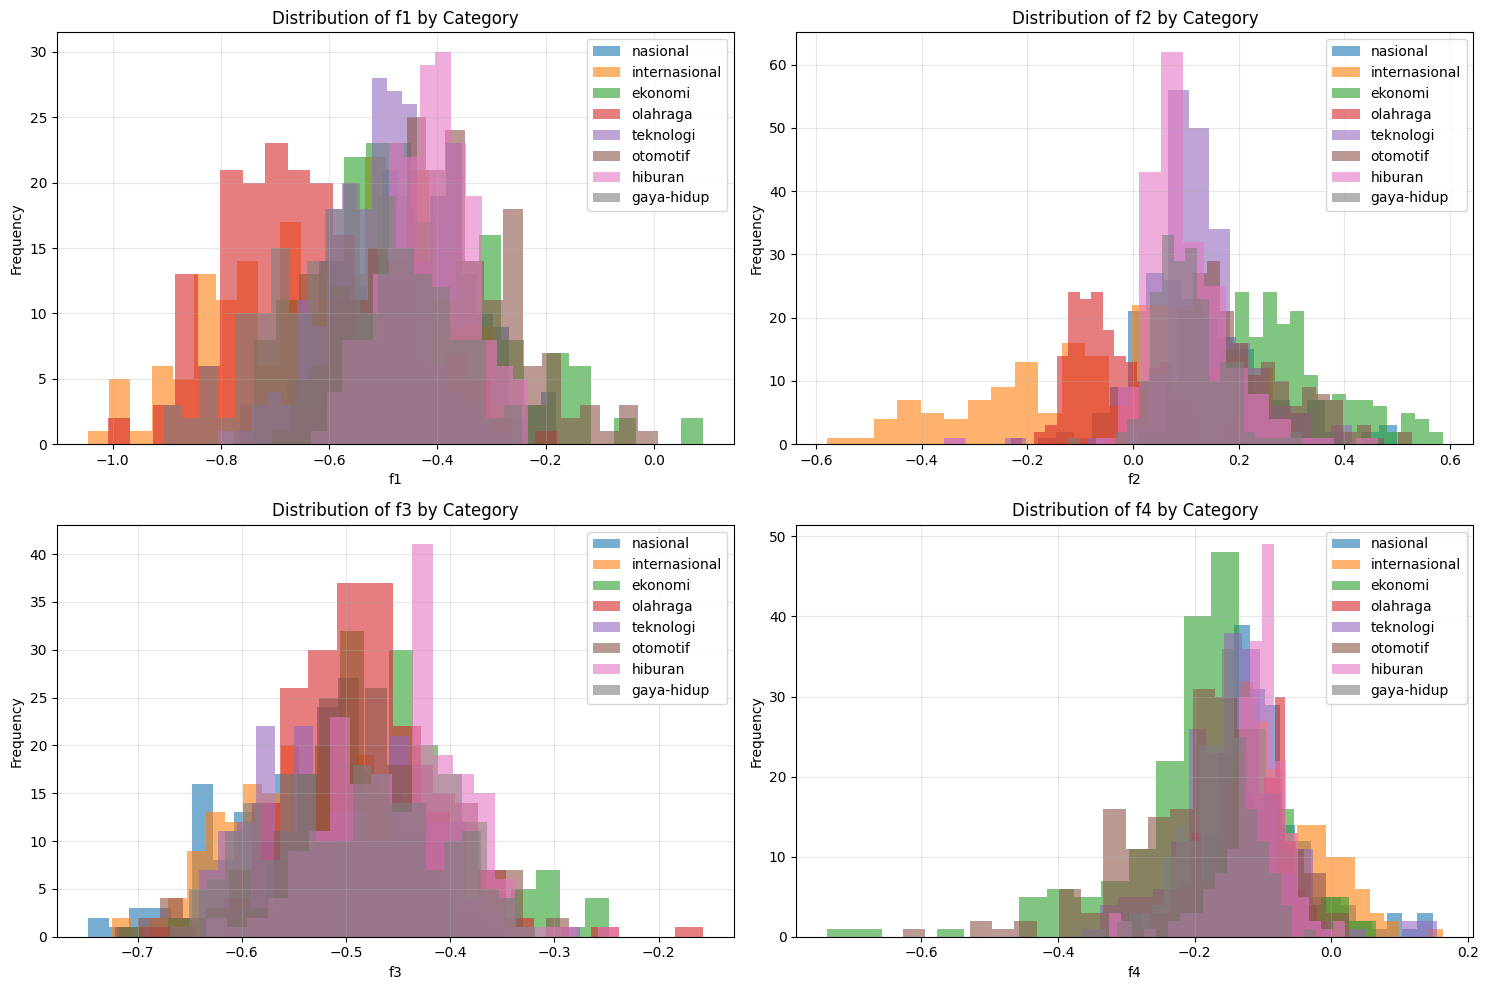 Distribution of f1 by Category
Frequency
30
25
20
15
10
5
0
−1.0
−0.8
−0.6
−0.4
−0.2
0.0
f1
nasional
internasional
ekonomi
olahraga
teknologi
otomotif
hiburan
gaya-hidup
Distribution of f2 by Category
Frequency
60
50
40
30
20
10
0
−0.6
−0.4
−0.2
0.0
0.2
0.4
0.6
f2
nasional
internasional
ekonomi
olahraga
teknologi
otomotif
hiburan
gaya-hidup
Distribution of f3 by Category
Frequency
40
35
30
25
20
15
10
5
0
−0.7
−0.6
−0.5
−0.4
−0.3
−0.2
f3
nasional
internasional
ekonomi
olahraga
teknologi
otomotif
hiburan
gaya-hidup
Distribution of f4 by Category
Frequency
50
40
30
20
10
0
−0.6
−0.4
−0.2
0.0
0.2
f4
nasional
internasional
ekonomi
olahraga
teknologi
otomotif
hiburan
gaya-hidup